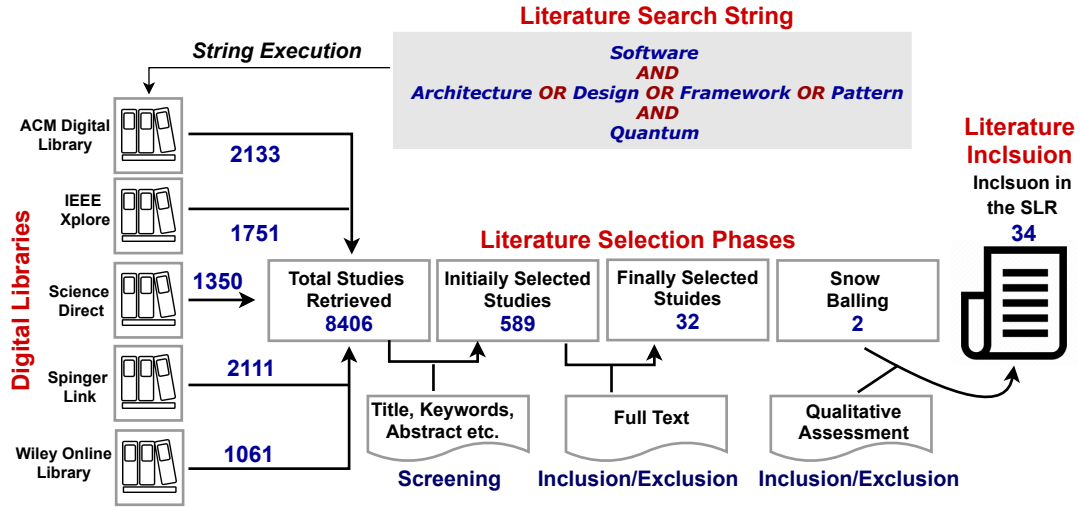 Literature Search String
String Execution
Software
AND
Architecture OR Design OR Framework OR Pattern
AND
Quantum
Digital Libraries
ACM Digital
Library
2133
IEEE
Xplore
1751
Science
Direct
1350
Spinger
Link
2111
Wiley Online
Library
1061
Literature Selection Phases
Total Studies
Retrieved
8406
Initially Selected
Studies
589
Finally Selected
Stuides
32
Snow
Balling
2
Title, Keywords,
Abstract etc.
Screening
Full Text
Inclusion/Exclusion
Qualitative
Assessment
Inclusion/Exclusion
Literature
Inclsuion
Inclsuon in
the SLR
34